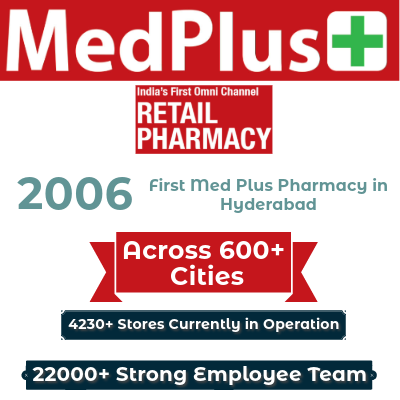 MedPlus
India's First Omni Channel
RETAIL
PHARMACY
2006
First Med Plus Pharmacy in
Hyderabad
Across 600+
Cities
4230+ Stores Currently in Operation
22000+ Strong Employee Team